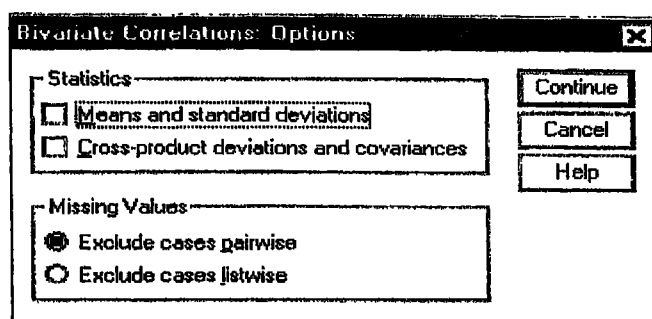 Bivariate Correlations: Options
Statistics
Means and standard deviations
Cross-product deviations and covariances
Continue
Cancel
Help
Missing Values
Exclude cases pairwise
Exclude cases listwise